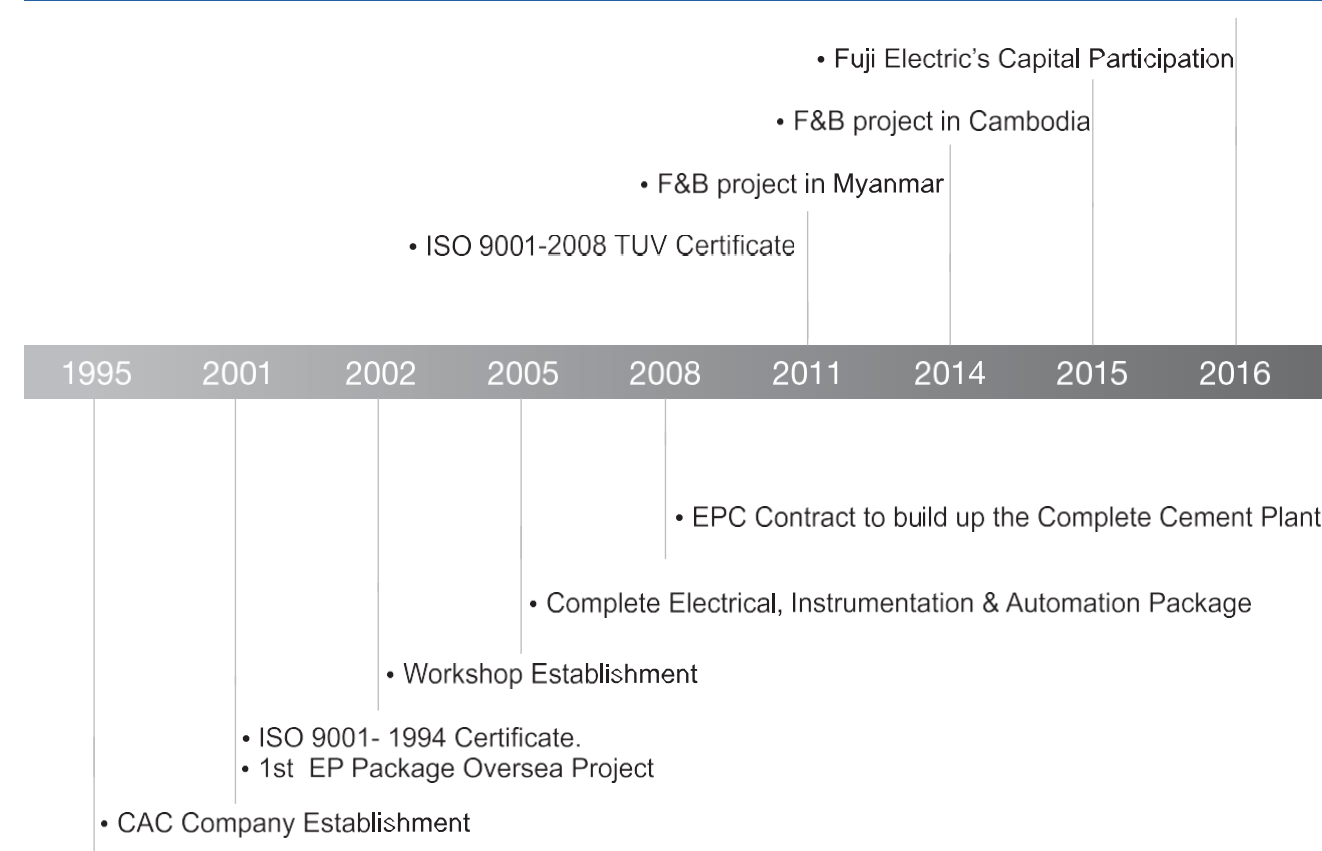 • Fuji Electric's Capital Participation
• F&B project in Cambodia
• F&B project in Myanmar
• ISO 9001-2008 TUV Certificate
1995 2001 2002 2005 2008 2011 2014 2015 2016
• EPC Contract to build up the Complete Cement Plant
• Complete Electrical, Instrumentation & Automation Package
• Workshop Establishment
• ISO 9001- 1994 Certificate.
• 1st EP Package Oversea Project
• CAC Company Establishment